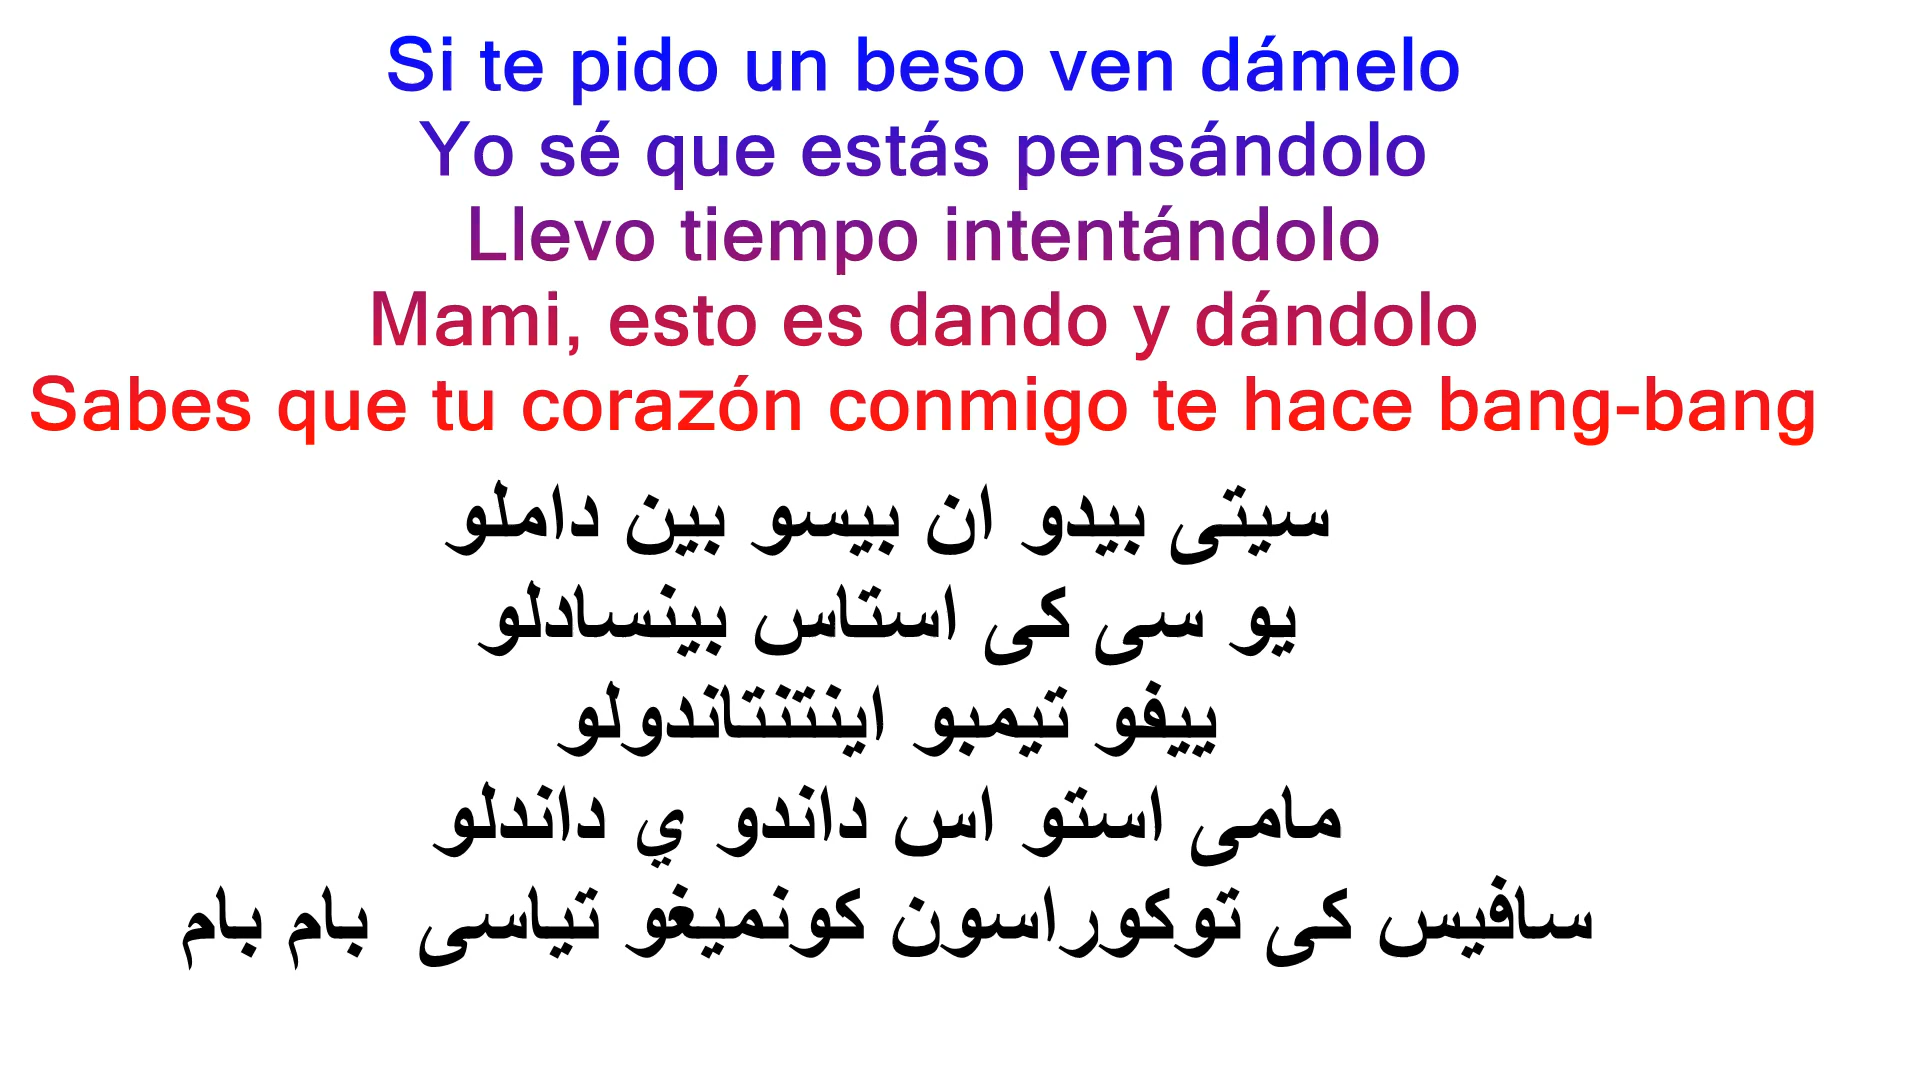 Si te pido un beso ven dámelo
Yo sé que estás pensándolo
Llevo tiempo intentándolo
Mami, esto es dando y dándolo
Sabes que tu corazón conmigo te hace bang-bang
سيتى بيدو ان بيسو بين داملو
يو سى كى استاس بينسادلو
ييفو تيمبو اينتنتاندولو
مامى استو اس داندو ي داندلو
سافيس كى توكوراسون كونميغو تياسى بام بام